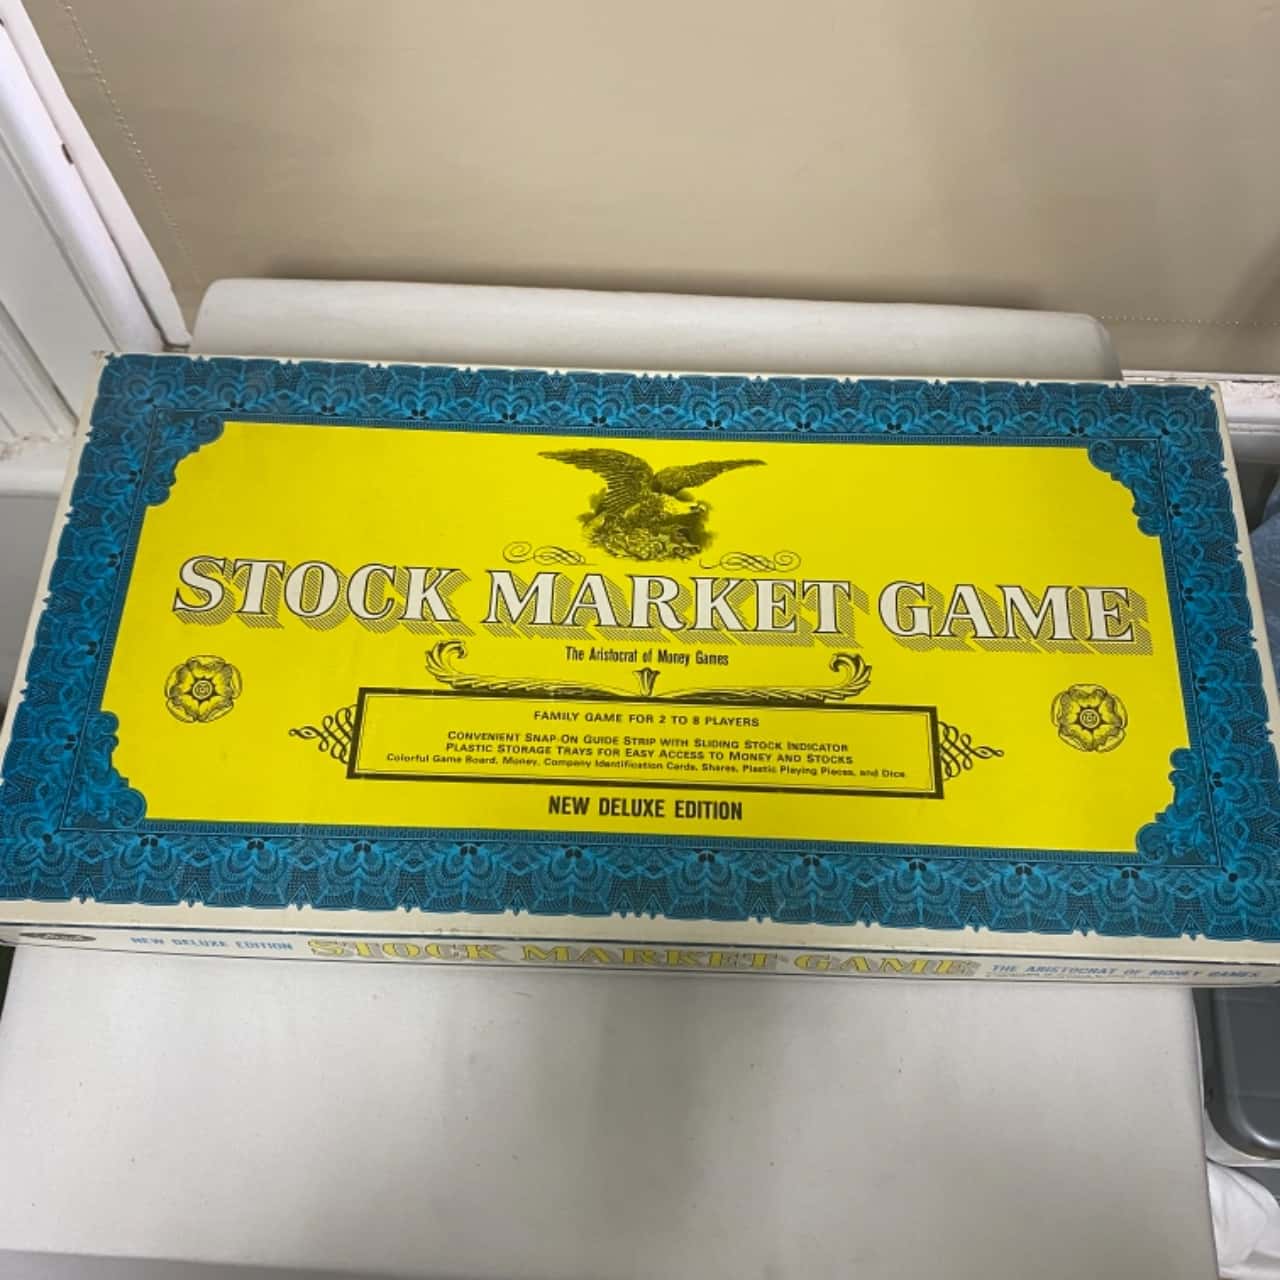 STOCK MARKET GAME
The Aristocrat of Money Games
FAMILY GAME FOR 2 TO 8 PLAYERS
CONVENIENT SNAP-ON GUIDE STRIP WITH SLIDING STOCK INDICATOR
PLASTIC STORAGE TRAYS FOR EASY ACCESS TO MONEY AND STOCKS
Colorful Game Board, Money, Company Identification Cards, Shares, Plastic Playing Pieces, and Dice.
NEW DELUXE EDITION
NEW DELUXE EDITION STOCK MARKET GAME THE ARISTOCRAT OF MONEY GAMES